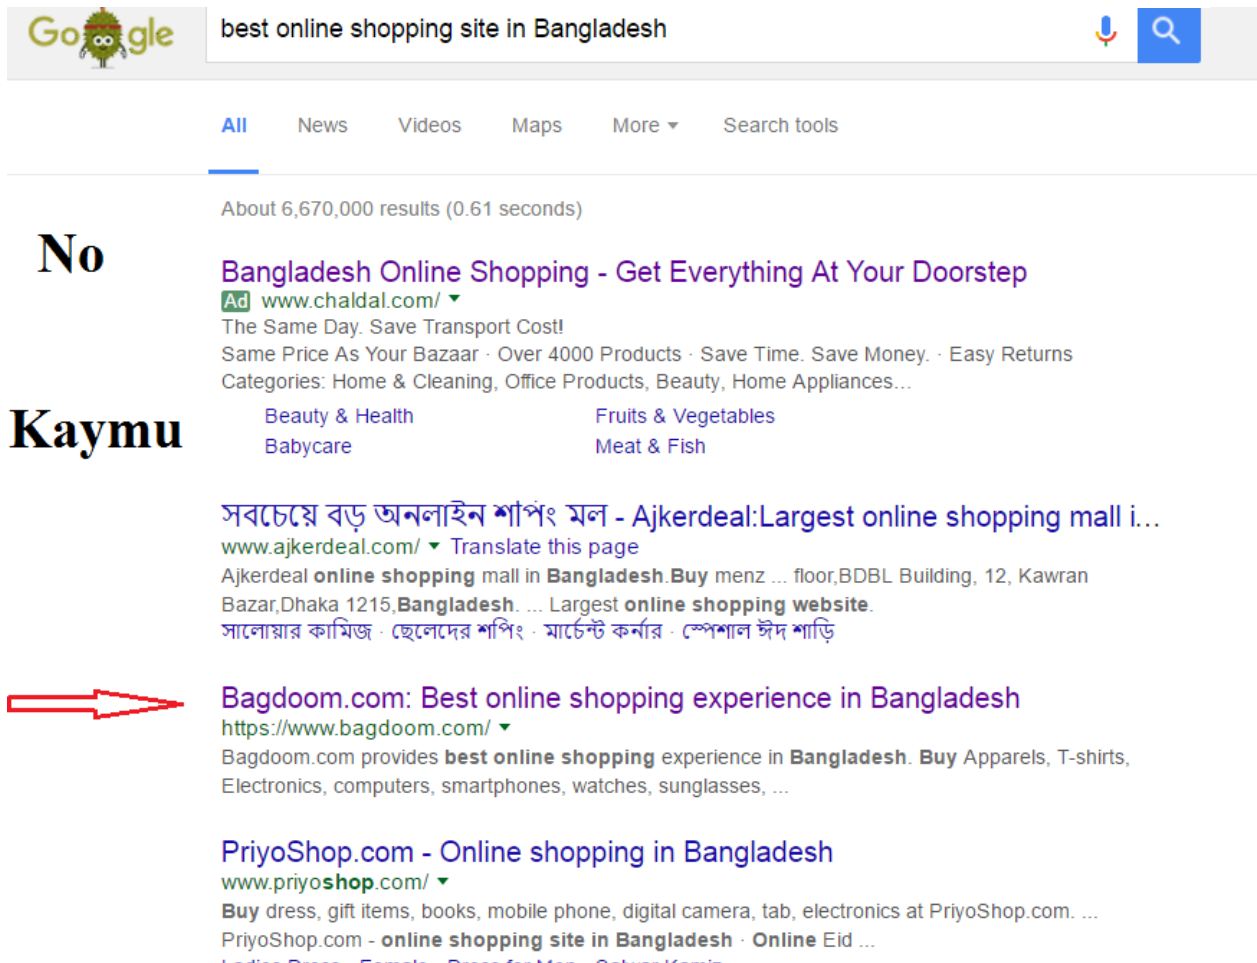 Google
best online shopping site in Bangladesh
All News Videos Maps More Search tools
About 6,670,000 results (0.61 seconds)
No
Bangladesh Online Shopping - Get Everything At Your Doorstep
Ad www.chaldal.com/
The Same Day. Save Transport Cost!
Same Price As Your Bazaar · Over 4000 Products · Save Time. Save Money. · Easy Returns
Categories: Home & Cleaning, Office Products, Beauty, Home Appliances...
Kaymu
Beauty & Health Fruits & Vegetables
Babycare Meat & Fish
সবচেয়ে বড় অনলাইন শপিং মল - Ajkerdeal:Largest online shopping mall i...
www.ajkerdeal.com/ Translate this page
Ajkerdeal online shopping mall in Bangladesh.Buy menz ... floor,BDBL Building, 12, Kawran
Bazar,Dhaka 1215,Bangladesh. ... Largest online shopping website.
সালোয়ার কামিজ · ছেলেদের শপিং · মার্চেন্ট কর্নার · স্পেশাল ঈদ শাড়ি
Bagdoom.com: Best online shopping experience in Bangladesh
https://www.bagdoom.com/
Bagdoom.com provides best online shopping experience in Bangladesh. Buy Apparels, T-shirts,
Electronics, computers, smartphones, watches, sunglasses, ...
PriyoShop.com - Online shopping in Bangladesh
www.priyoshop.com/
Buy dress, gift items, books, mobile phone, digital camera, tab, electronics at PriyoShop.com. ...
PriyoShop.com - online shopping site in Bangladesh · Online Eid ...